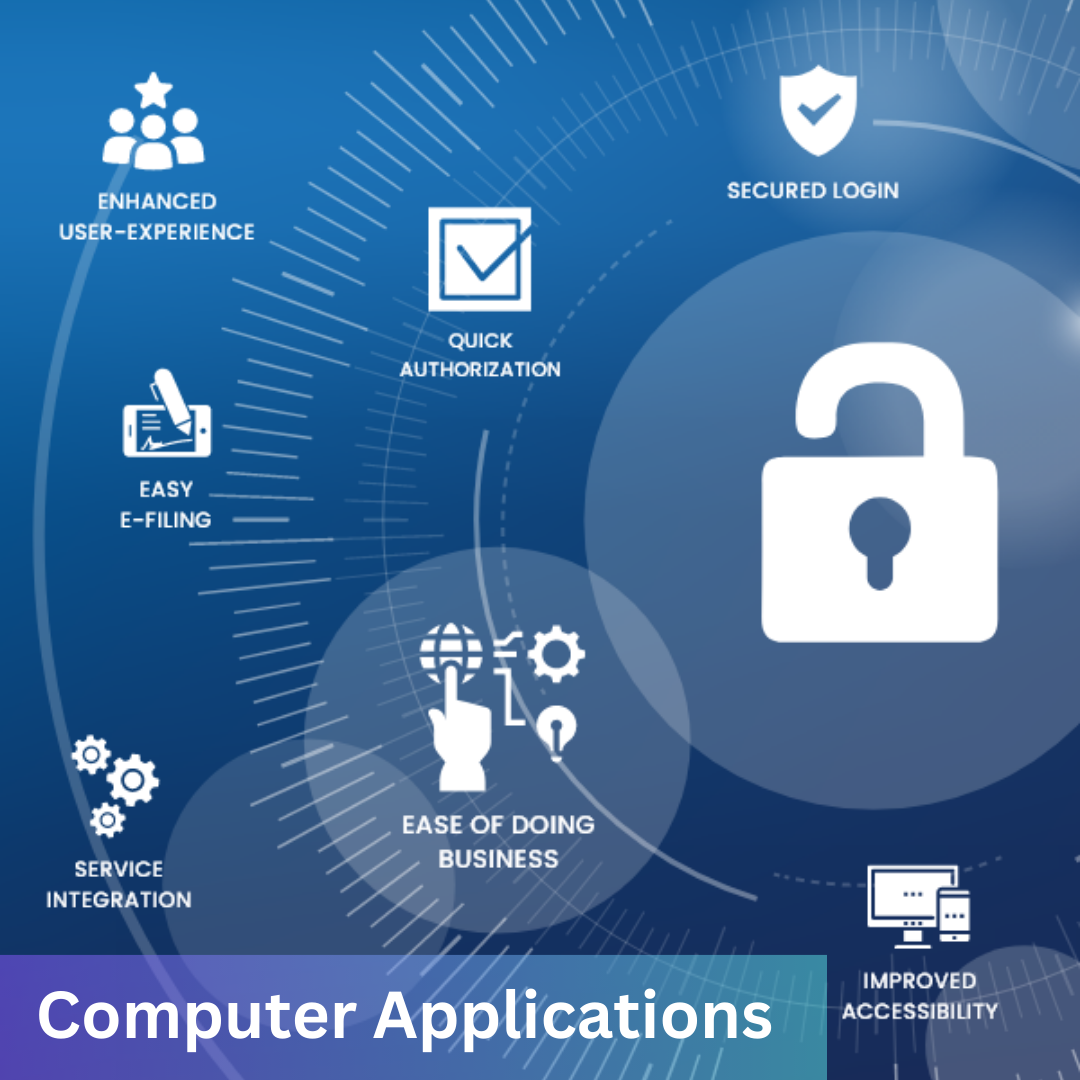 ENHANCED
USER-EXPERIENCE
SECURED LOGIN
QUICK
AUTHORIZATION
EASY
E-FILING
EASE OF DOING
BUSINESS
SERVICE
INTEGRATION
IMPROVED
ACCESSIBILITY
Computer Applications